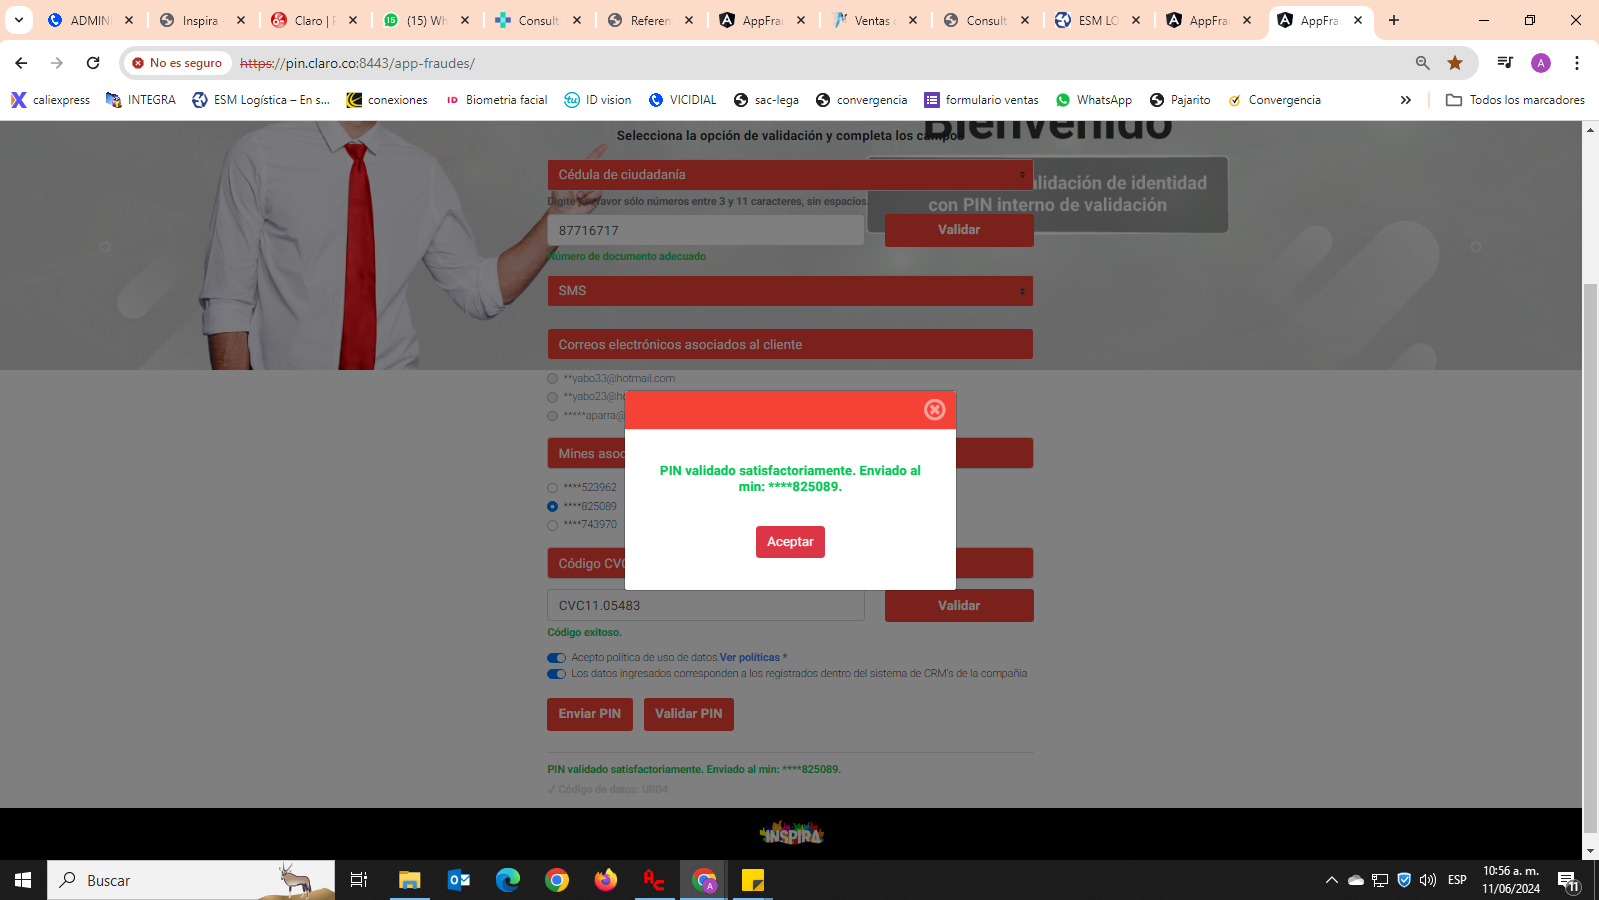 ADMIN
Inspira
Claro | F
(15) Wh
Consult
Referen
AppFra
Ventas
Consult
ESM LO
AppFra
AppFra
No es seguro
https://pin.claro.co:8443/app-fraudes/
A
caliexpress
INTEGRA
ESM Logística – En s...
conexiones
Biometria facial
ID vision
VICIDIAL
sac-lega
convergencia
formulario ventas
WhatsApp
Pajarito
Convergencia
Todos los marcadores
Bienvenido
Selecciona la opción de validación y completa los campos
Cédula de ciudadanía
lidación de identidad
con PIN interno de validación
Digite por favor sólo números entre 3 y 11 caracteres, sin espacios.
87716717
Validar
Número de documento adecuado
SMS
Correos electrónicos asociados al cliente
**yabo33@hotmail.com
**yabo23@ho
*****aparra@
Mines asoc
****523962
****825089
****743970
PIN validado satisfactoriamente. Enviado al
min: ****825089.
Aceptar
Código CVC
CVC11.05483
Validar
Código exitoso.
Acepto política de uso de datos.Ver políticas *
Los datos ingresados corresponden a los registrados dentro del sistema de CRM's de la compañia
Enviar PIN
Validar PIN
PIN validado satisfactoriamente. Enviado al min: ****825089.
✓ Código de datos: UR04
INSPIRA
Buscar
ESP
10:56 a. m.
11/06/2024
11